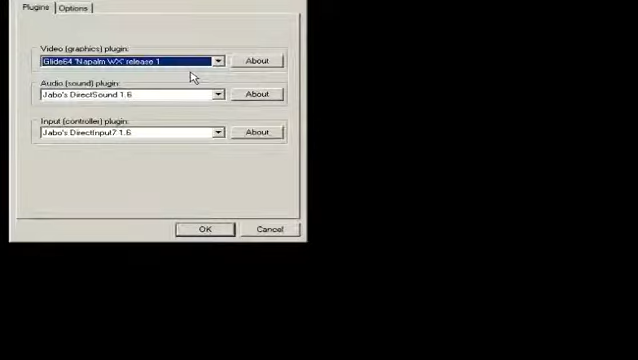 Plugins Options
Video (graphics) plugin:
Glide64 'Napalm WX' release 1 About
Audio (sound) plugin:
Jabo's DirectSound 1.6 About
Input (controller) plugin:
Jabo's DirectInput7 1.6 About
OK Cancel